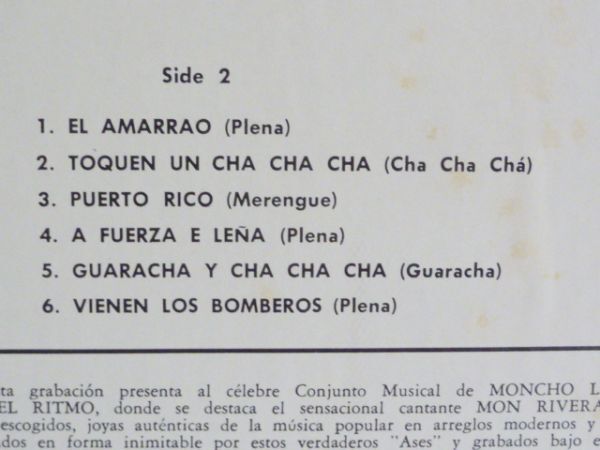 Side 2
1. EL AMARRAO (Plena)
2. TOQUEN UN CHA CHA CHA (Cha Cha Chá)
3. PUERTO RICO (Merengue)
4. A FUERZA E LEÑA (Plena)
5. GUARACHA Y CHA CHA CHA (Guaracha)
6. VIENEN LOS BOMBEROS (Plena)
ta grabación presenta al célebre Conjunto Musical de MONCHO L
EL RITMO, donde se destaca el sensacional cantante MON RIVERA
escogidos, joyas auténticas de la música popular en arreglos modernos y
dos en forma inimitable por estos verdaderos "Ases" y grabados bajo e